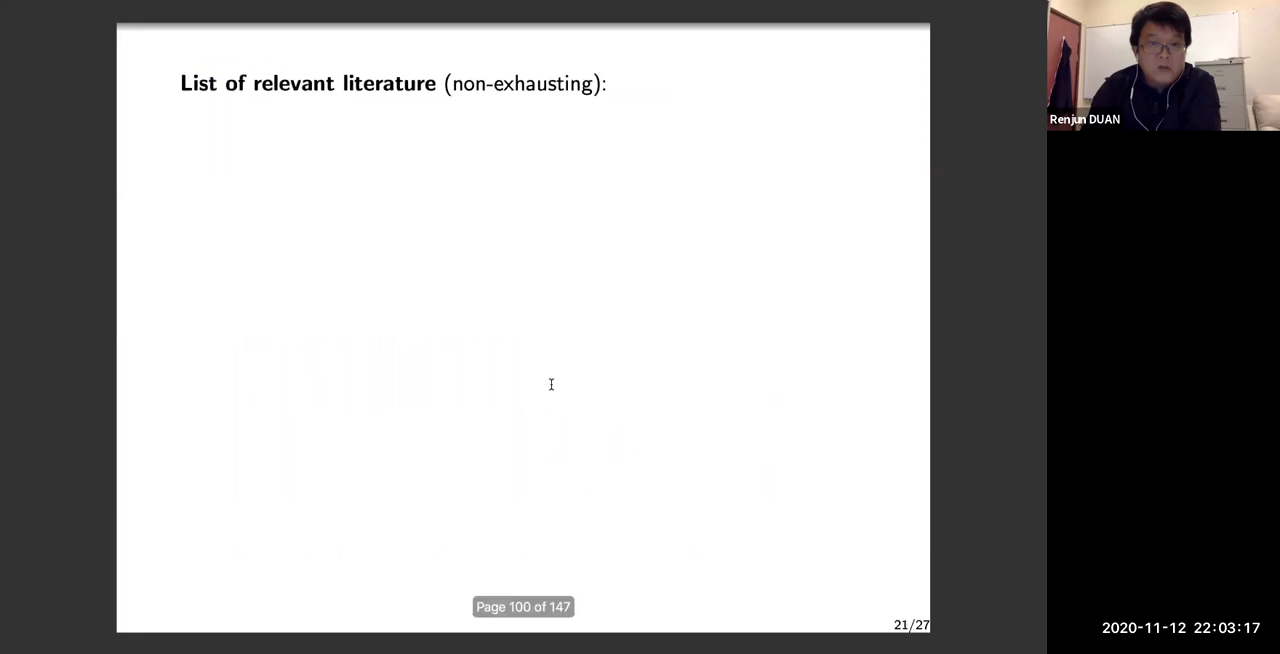 List of relevant literature (non-exhausting):
Renjun DUAN
Page 100 of 147
21/27
2020-11-12 22:03:17